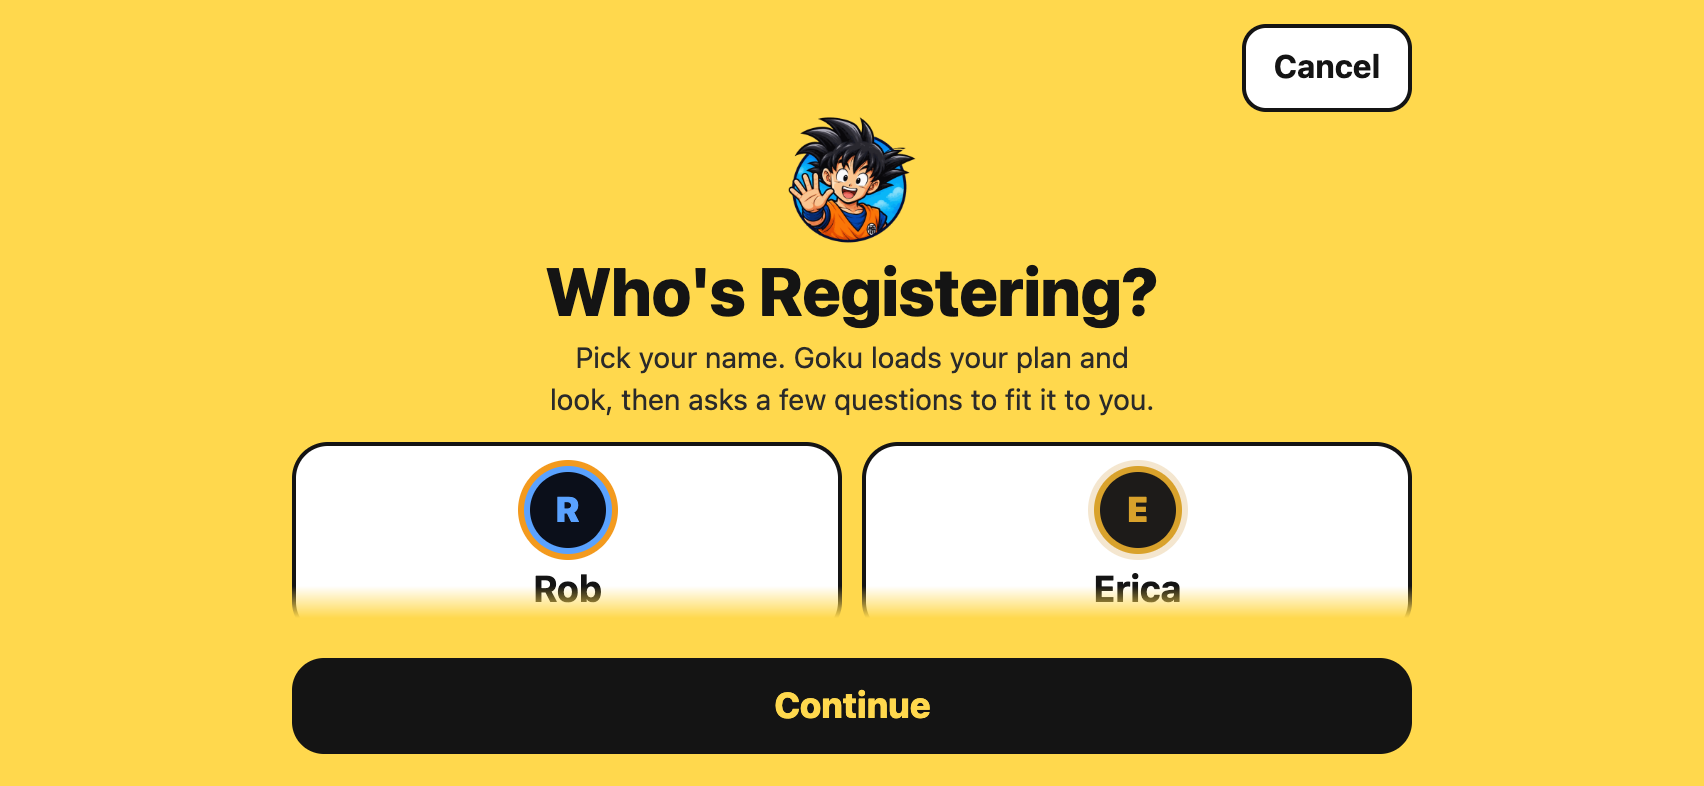 Cancel
Who's Registering?
Pick your name. Goku loads your plan and
look, then asks a few questions to fit it to you.
R
E
Rob
Erica
Continue